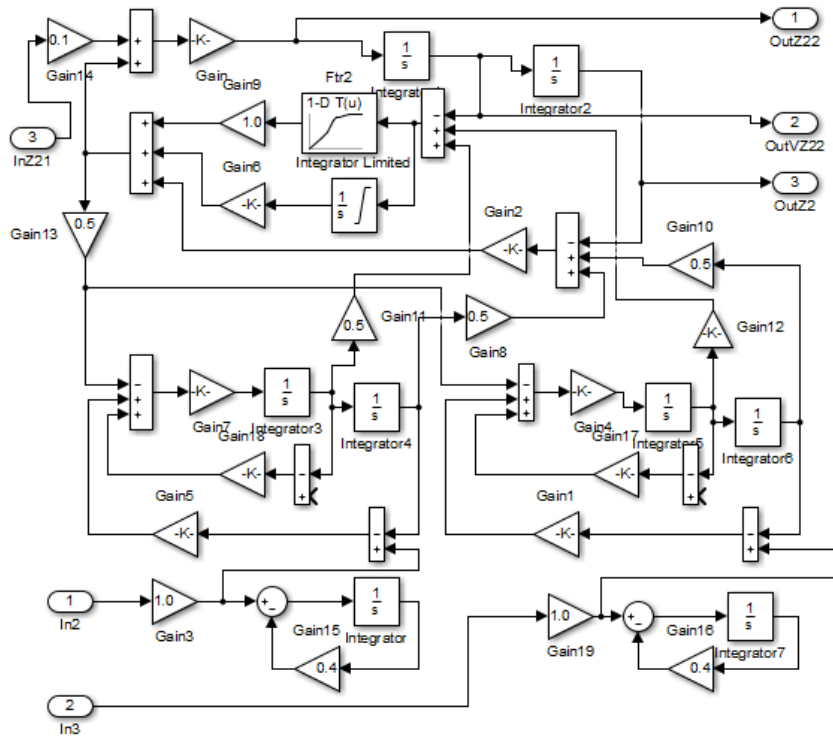 1
OutZ22
0.1
Gain14
+
+
-K-
Gain
1
s
1
s
Integrator2
Gain9
1.0
Ftr2
1-D T(u)
Integrator Limited
−
+
+
2
OutVZ22
3
InZ21
+
+
+
Gain6
-K-
1
s
3
OutZ2
0.5
Gain13
Gain2
-K-
−
+
+
Gain10
0.5
0.5
Gain11
0.5
Gain8
-K-
Gain12
−
+
+
-K-
Gain7
1
s
Integrator3
1
s
Integrator4
Gain18
-K-
−
+
−
+
+
-K-
Gain4
1
s
Integrator5
1
s
Integrator6
Gain17
-K-
−
+
Gain5
-K-
−
+
Gain1
-K-
−
+
1
In2
1.0
Gain3
+
−
Gain15
0.4
1
s
Integrator
1.0
Gain19
+
−
Gain16
0.4
1
s
Integrator7
2
In3